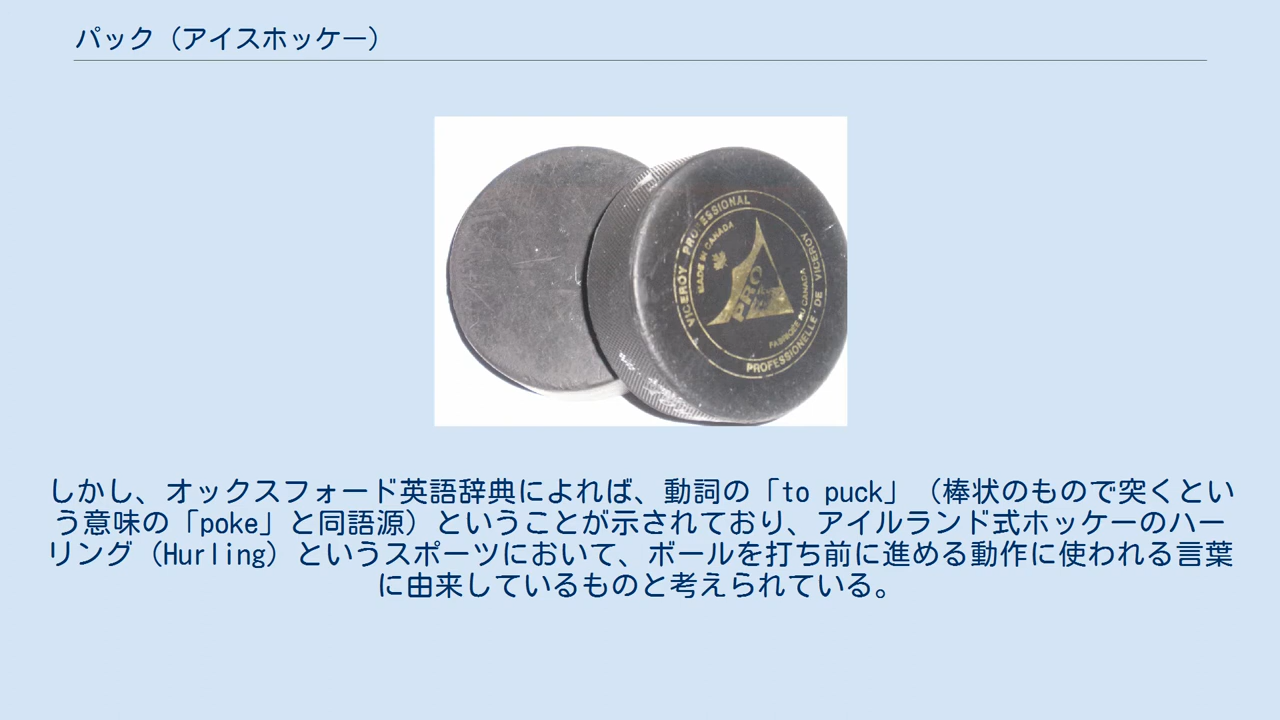 パック（アイスホッケー）
VICEROY PROFESSIONAL
MADE IN CANADA
FABRIQEE AU CANADA
PROFESSIONELLE · DE VICEROY
しかし、オックスフォード英語辞典によれば、動詞の「to puck」（棒状のもので突くとい
う意味の「poke」と同語源）ということが示されており、アイルランド式ホッケーのハー
リング（Hurling）というスポーツにおいて、ボールを打ち前に進める動作に使われる言葉
に由来しているものと考えられている。